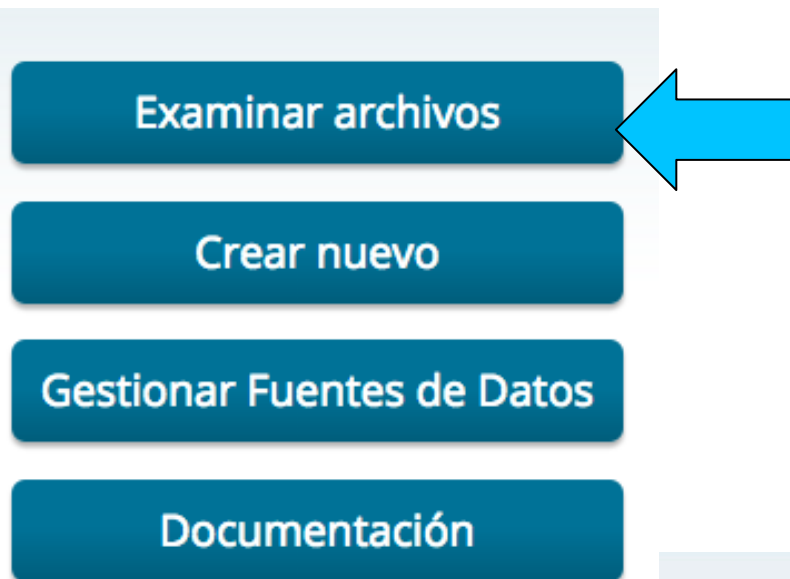 Examinar archivos
Crear nuevo
Gestionar Fuentes de Datos
Documentación